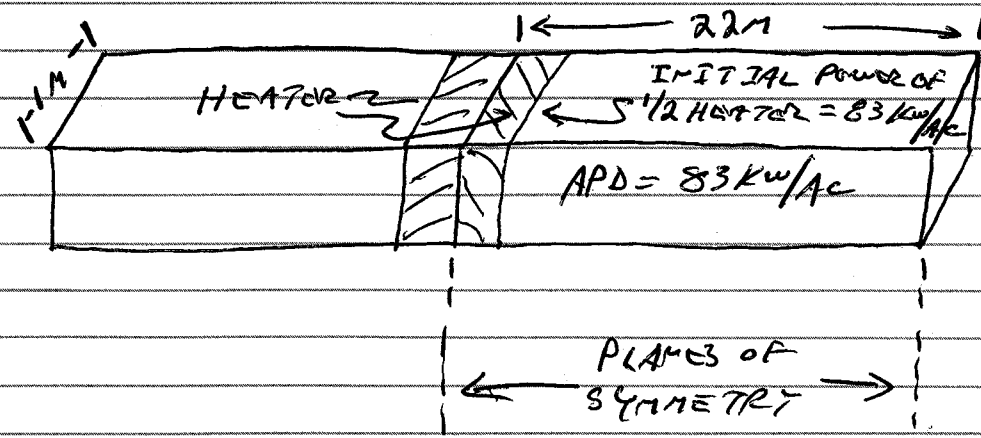 22M
1M
HEATER
INITIAL POWER OF
1/2 HEATER = 83 KW/AC
APD = 83 KW/AC
PLANES OF
SYMMETRY